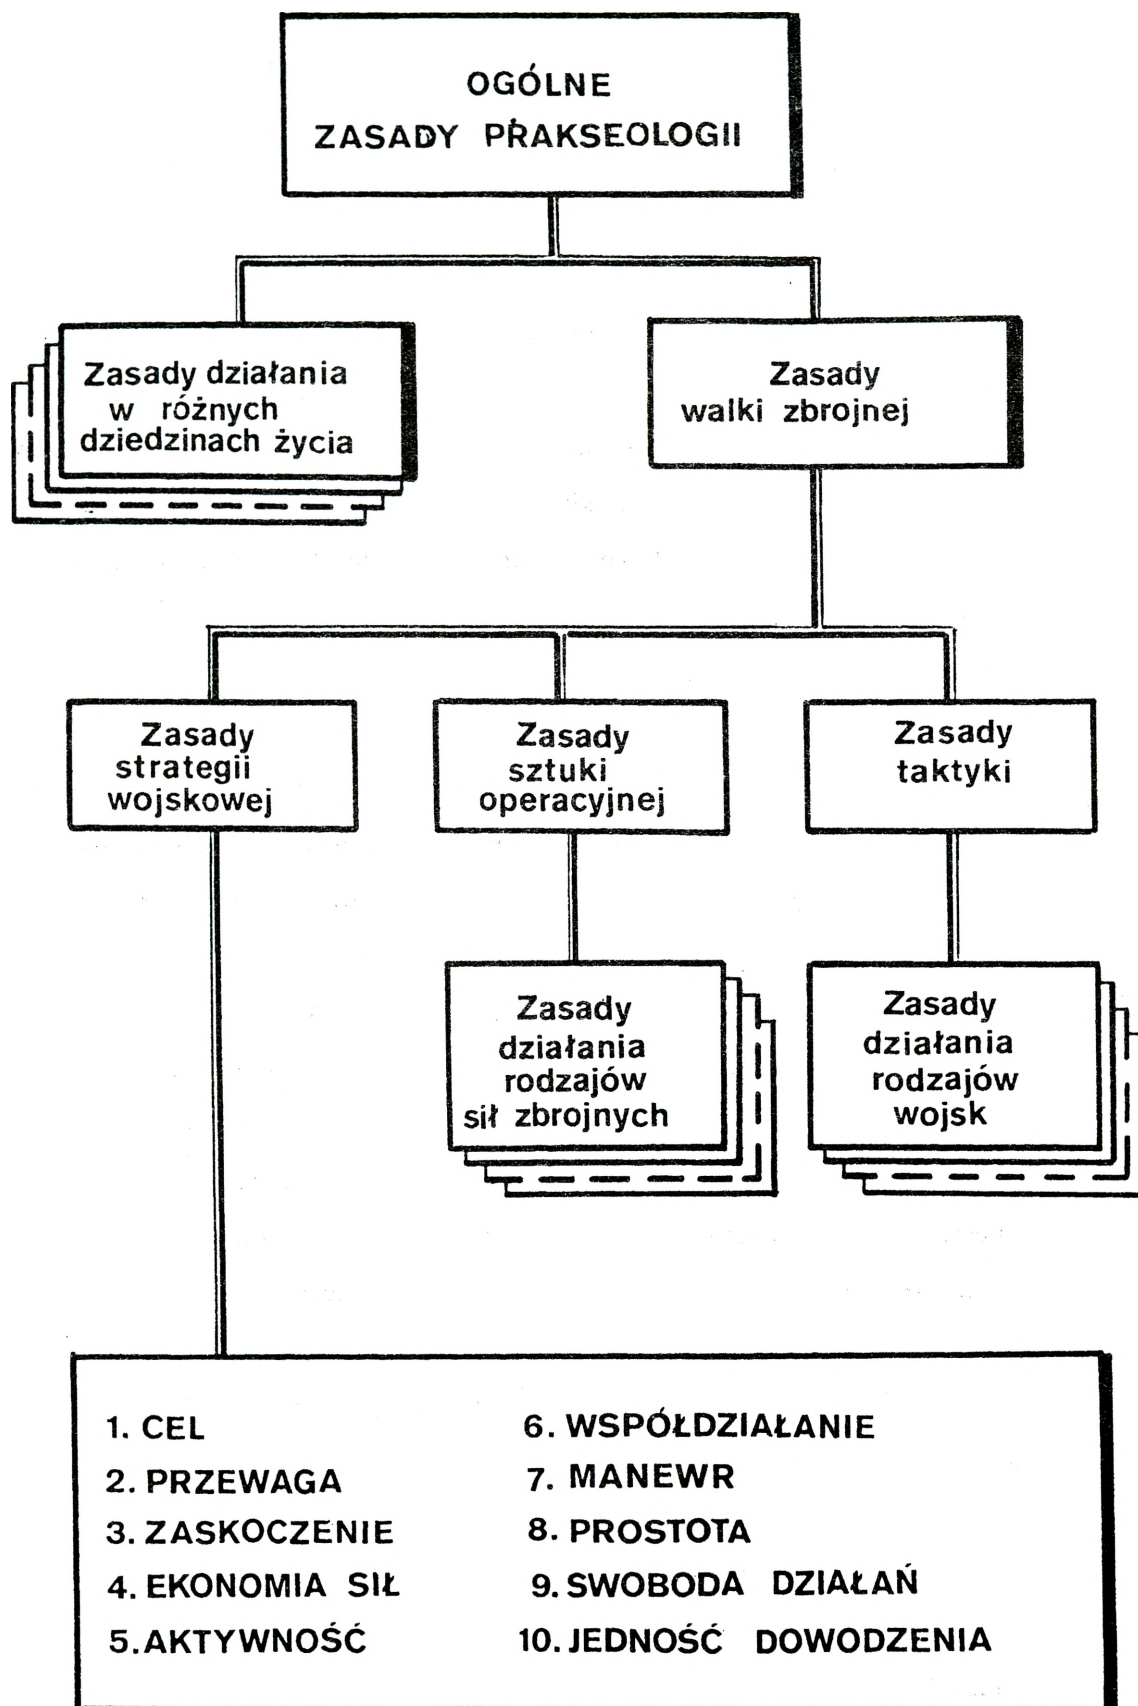 OGÓLNE
ZASADY PRAKSEOLOGII
Zasady działania
w różnych
dziedzinach życia
Zasady
walki zbrojnej
Zasady
strategii
wojskowej
Zasady
sztuki
operacyjnej
Zasady
taktyki
Zasady
działania
rodzajów
sił zbrojnych
Zasady
działania
rodzajów
wojsk
1. CEL
2. PRZEWAGA
3. ZASKOCZENIE
4. EKONOMIA SIŁ
5. AKTYWNOŚĆ
6. WSPÓŁDZIAŁANIE
7. MANEWR
8. PROSTOTA
9. SWOBODA DZIAŁAŃ
10. JEDNOŚĆ DOWODZENIA